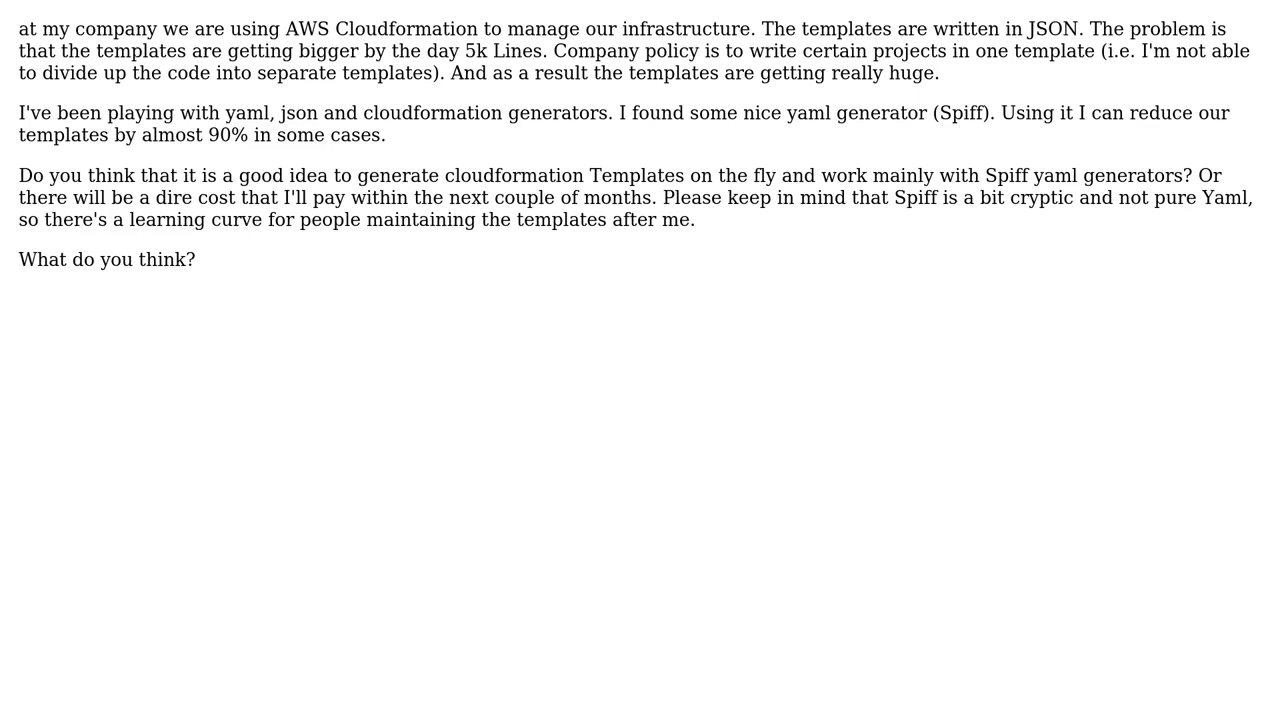 at my company we are using AWS Cloudformation to manage our infrastructure. The templates are written in JSON. The problem is
that the templates are getting bigger by the day 5k Lines. Company policy is to write certain projects in one template (i.e. I'm not able
to divide up the code into separate templates). And as a result the templates are getting really huge.
I've been playing with yaml, json and cloudformation generators. I found some nice yaml generator (Spiff). Using it I can reduce our
templates by almost 90% in some cases.
Do you think that it is a good idea to generate cloudformation Templates on the fly and work mainly with Spiff yaml generators? Or
there will be a dire cost that I'll pay within the next couple of months. Please keep in mind that Spiff is a bit cryptic and not pure Yaml,
so there's a learning curve for people maintaining the templates after me.
What do you think?